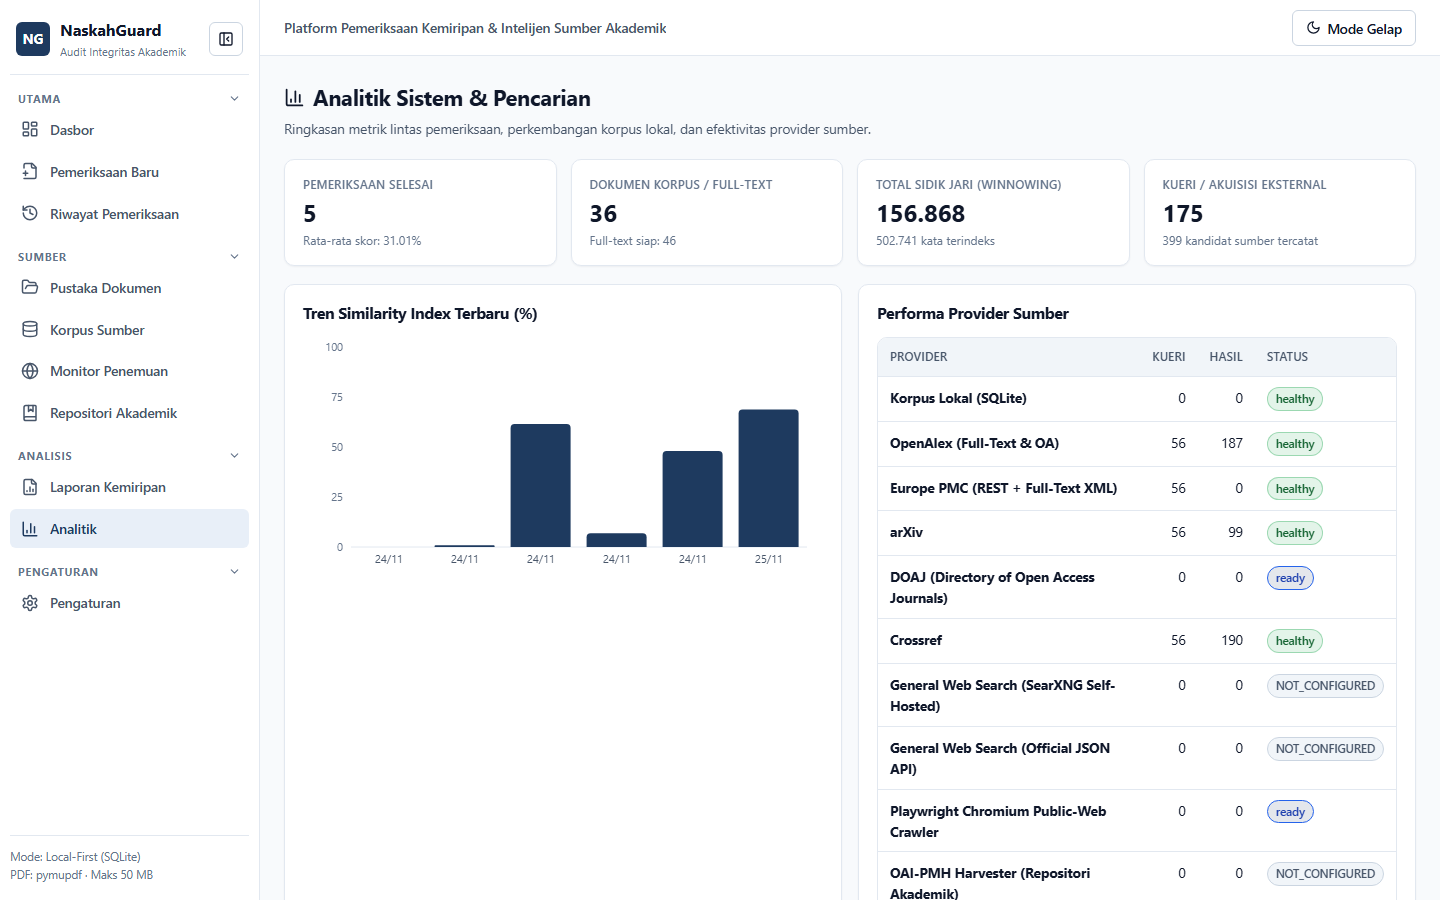 NG
NaskahGuard
Audit Integritas Akademik
UTAMA
Dasbor
Pemeriksaan Baru
Riwayat Pemeriksaan
SUMBER
Pustaka Dokumen
Korpus Sumber
Monitor Penemuan
Repositori Akademik
ANALISIS
Laporan Kemiripan
Analitik
PENGATURAN
Pengaturan
Mode: Local-First (SQLite)
PDF: pymupdf · Maks 50 MB
Platform Pemeriksaan Kemiripan & Intelijen Sumber Akademik
Mode Gelap
Analitik Sistem & Pencarian
Ringkasan metrik lintas pemeriksaan, perkembangan korpus lokal, dan efektivitas provider sumber.
PEMERIKSAAN SELESAI
5
Rata-rata skor: 31.01%
DOKUMEN KORPUS / FULL-TEXT
36
Full-text siap: 46
TOTAL SIDIK JARI (WINNOWING)
156.868
502.741 kata terindeks
KUERI / AKUISISI EKSTERNAL
175
399 kandidat sumber tercatat
Tren Similarity Index Terbaru (%)
100
75
50
25
0
24/11 24/11 24/11 24/11 24/11 25/11
Performa Provider Sumber
PROVIDER KUERI HASIL STATUS
Korpus Lokal (SQLite) 0 0 healthy
OpenAlex (Full-Text & OA) 56 187 healthy
Europe PMC (REST + Full-Text XML) 56 0 healthy
arXiv 56 99 healthy
DOAJ (Directory of Open Access 0 0 ready
Journals)
Crossref 56 190 healthy
General Web Search (SearXNG Self- 0 0 NOT_CONFIGURED
Hosted)
General Web Search (Official JSON 0 0 NOT_CONFIGURED
API)
Playwright Chromium Public-Web 0 0 ready
Crawler
OAI-PMH Harvester (Repositori 0 0 NOT_CONFIGURED
Akademik)